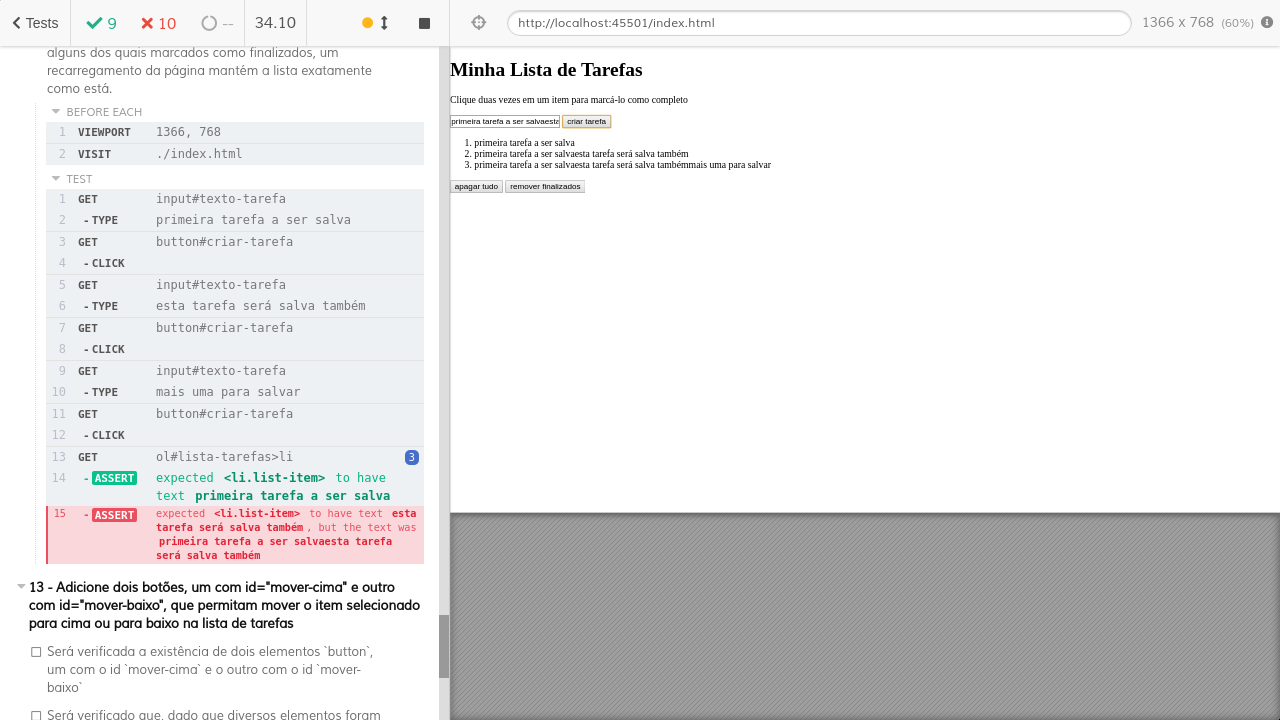 Tests 9 10 -- 34.10 http://localhost:45501/index.html 1366 x 768 (60%)
alguns dos quais marcados como finalizados, um
recarregamento da página mantém a lista exatamente
como está.
BEFORE EACH
1 VIEWPORT 1366, 768
2 VISIT ./index.html
TEST
1 GET input#texto-tarefa
2 - TYPE primeira tarefa a ser salva
3 GET button#criar-tarefa
4 - CLICK
5 GET input#texto-tarefa
6 - TYPE esta tarefa será salva também
7 GET button#criar-tarefa
8 - CLICK
9 GET input#texto-tarefa
10 - TYPE mais uma para salvar
11 GET button#criar-tarefa
12 - CLICK
13 GET ol#lista-tarefas>li 3
14 - ASSERT expected <li.list-item> to have
text primeira tarefa a ser salva
15 - ASSERT expected <li.list-item> to have text esta
tarefa será salva também , but the text was
primeira tarefa a ser salvaesta tarefa
será salva também
13 - Adicione dois botões, um com id="mover-cima" e outro
com id="mover-baixo", que permitam mover o item selecionado
para cima ou para baixo na lista de tarefas
Será verificada a existência de dois elementos `button`,
um com o id `mover-cima` e o outro com o id `mover-
baixo`
Será verificado que, dado que diversos elementos foram
Minha Lista de Tarefas
Clique duas vezes em um item para marcá-lo como completo
primeira tarefa a ser salvaesta criar tarefa
1. primeira tarefa a ser salva
2. primeira tarefa a ser salvaesta tarefa será salva também
3. primeira tarefa a ser salvaesta tarefa será salva tambémmais uma para salvar
apagar tudo remover finalizados